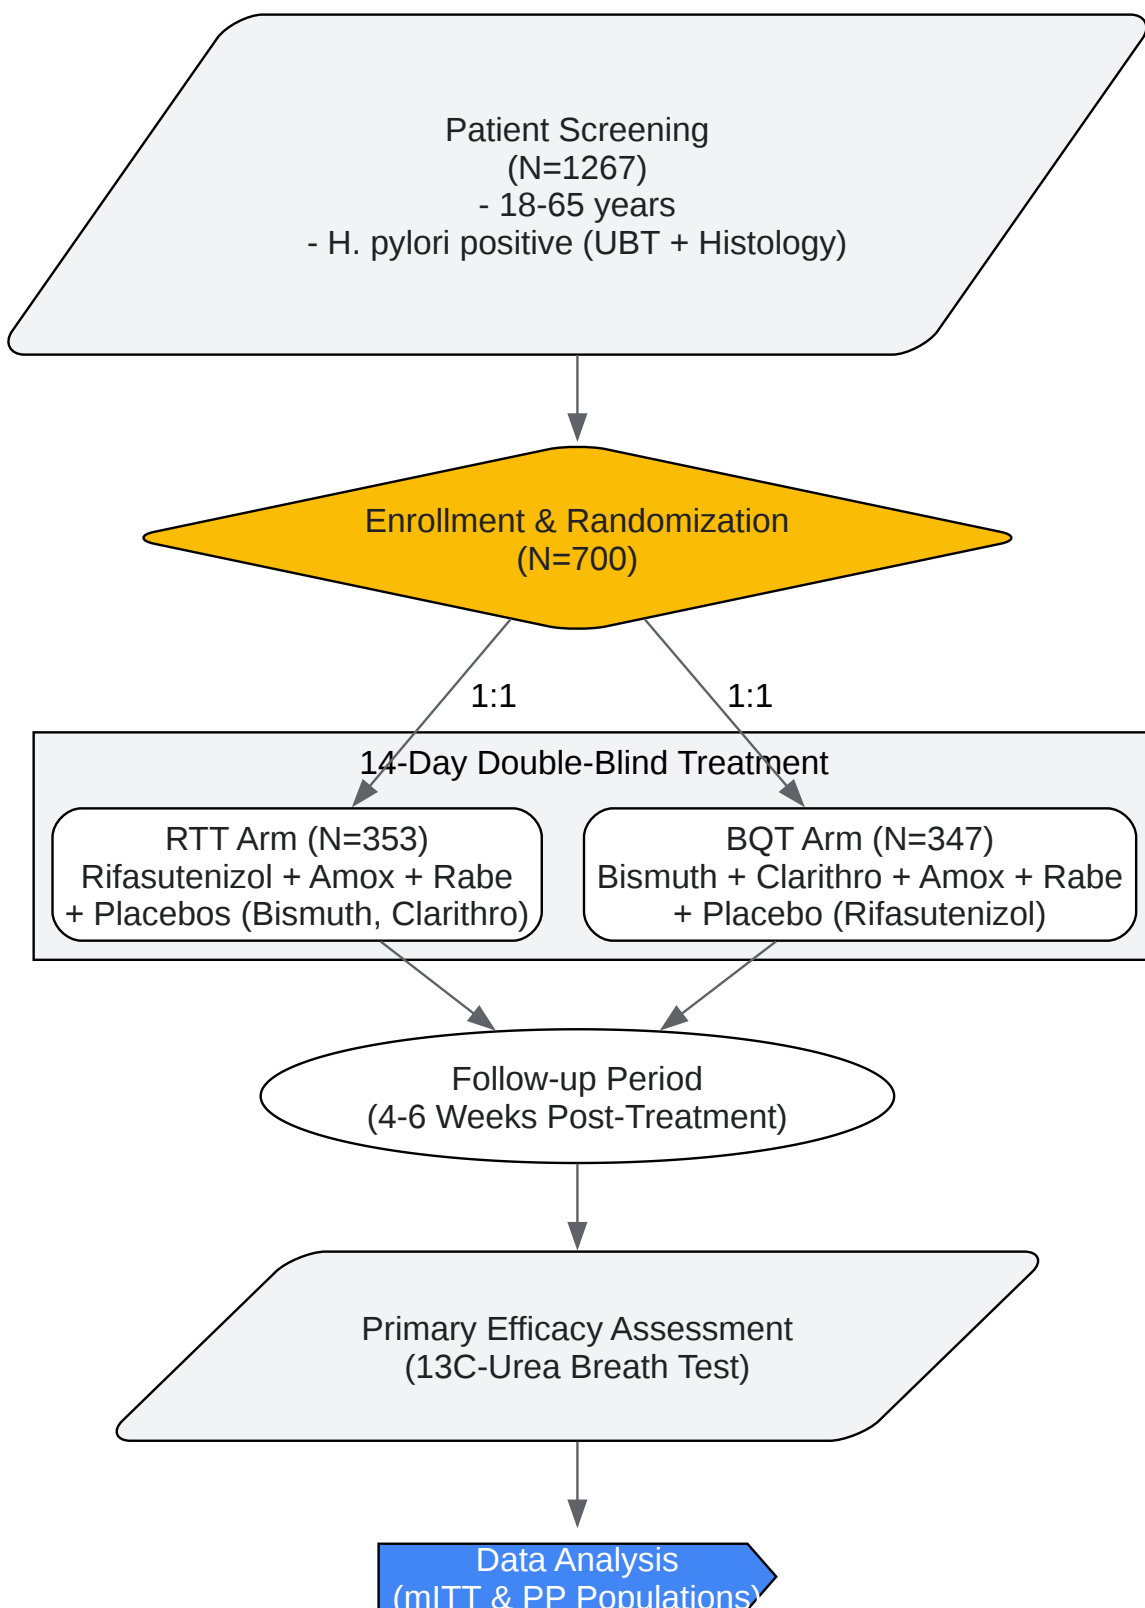 Patient Screening
(N=1267)
- 18-65 years
- H. pylori positive (UBT + Histology)
Enrollment & Randomization
(N=700)
1:1
1:1
14-Day Double-Blind Treatment
RTT Arm (N=353)
Rifasutenizol + Amox + Rabe
+ Placebos (Bismuth, Clarithro)
BQT Arm (N=347)
Bismuth + Clarithro + Amox + Rabe
+ Placebo (Rifasutenizol)
Follow-up Period
(4-6 Weeks Post-Treatment)
Primary Efficacy Assessment
(13C-Urea Breath Test)
Data Analysis
(mITT & PP Populations)